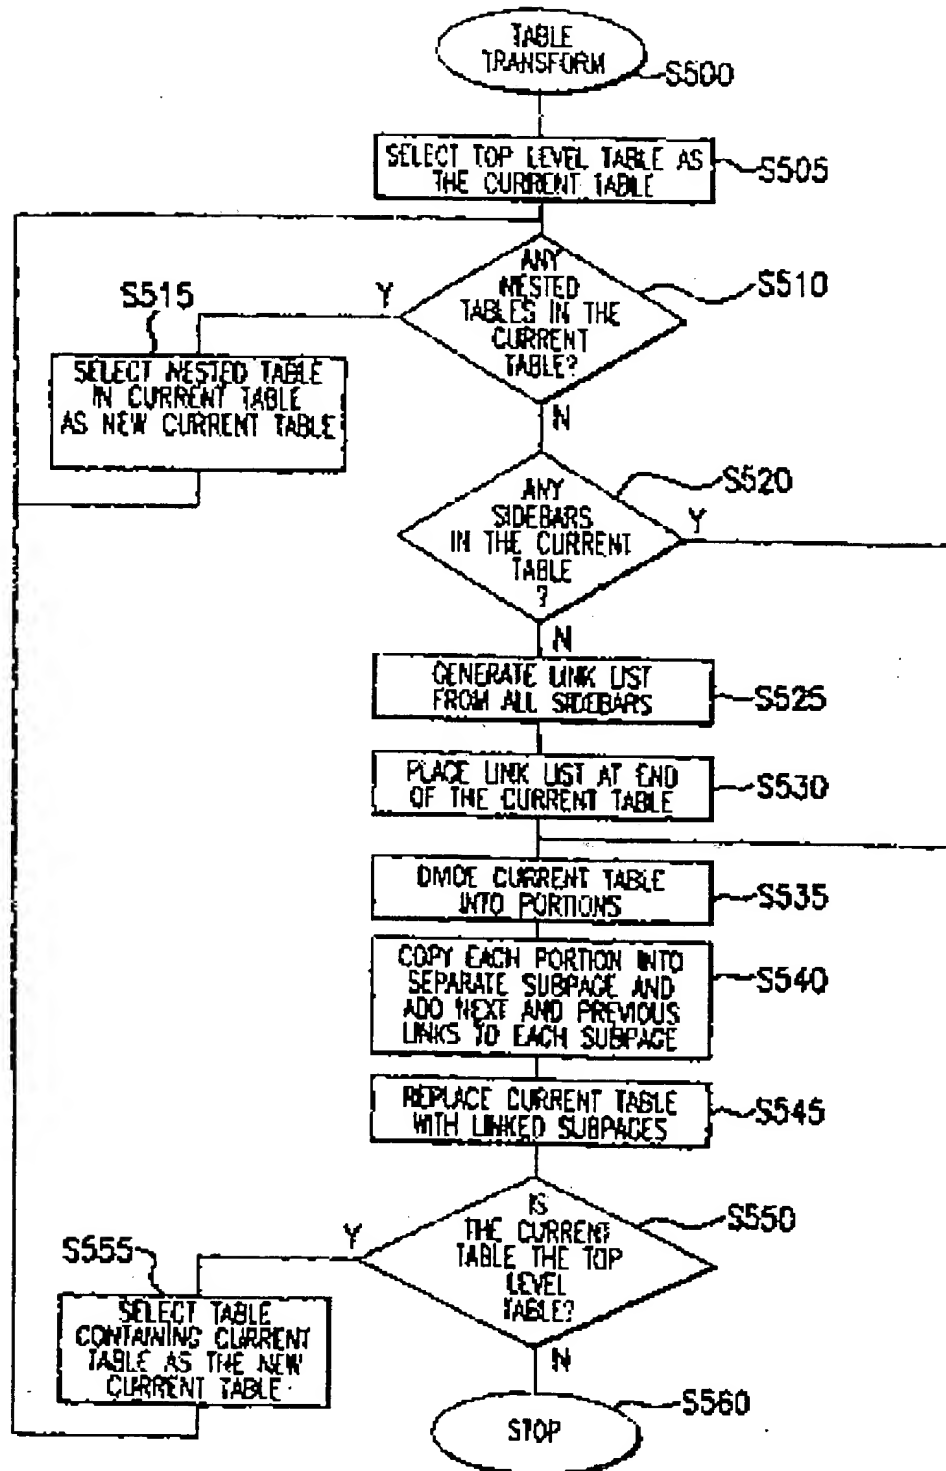 TABLE
TRANSFORM
S500
SELECT TOP LEVEL TABLE AS
THE CURRENT TABLE
S505
ANY
NESTED
TABLES IN THE
CURRENT
TABLE?
S510
Y
N
S515
SELECT NESTED TABLE
IN CURRENT TABLE
AS NEW CURRENT TABLE
ANY
SIDEBARS
IN THE CURRENT
TABLE
?
S520
Y
N
GENERATE LINK LIST
FROM ALL SIDEBARS
S525
PLACE LINK LIST AT END
OF THE CURRENT TABLE
S530
DIVIDE CURRENT TABLE
INTO PORTIONS
S535
COPY EACH PORTION INTO
SEPARATE SUBPAGE AND
ADD NEXT AND PREVIOUS
LINKS TO EACH SUBPAGE
S540
REPLACE CURRENT TABLE
WITH LINKED SUBPAGES
S545
IS
THE CURRENT
TABLE THE TOP
LEVEL
TABLE?
S550
Y
N
S555
SELECT TABLE
CONTAINING CURRENT
TABLE AS THE NEW
CURRENT TABLE
STOP
S560